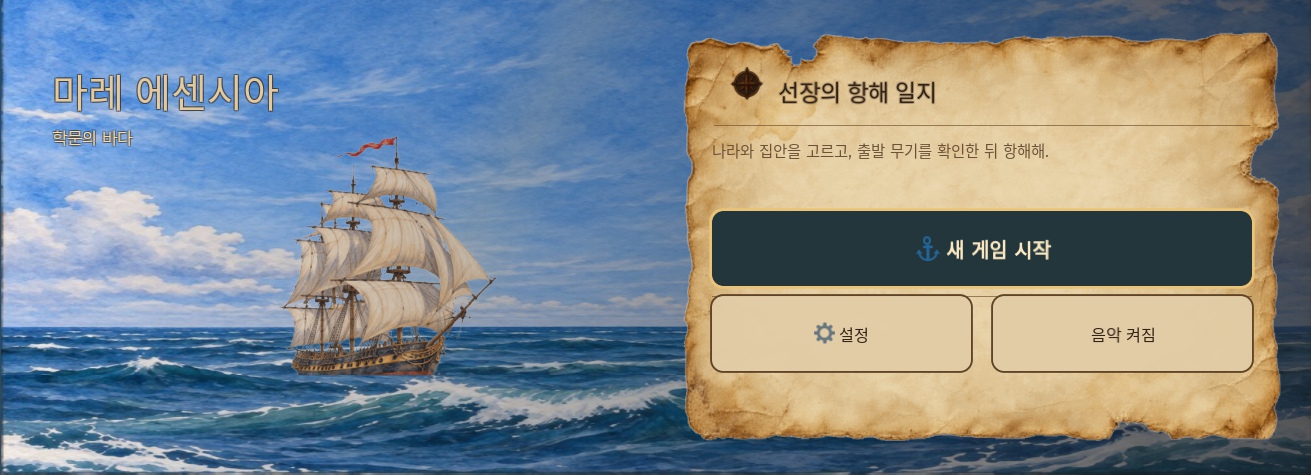 마레 에센시아
학문의 바다
선장의 항해 일지
나라와 집안을 고르고, 출발 무기를 확인한 뒤 항해해.
새 게임 시작
설정
음악 켜짐